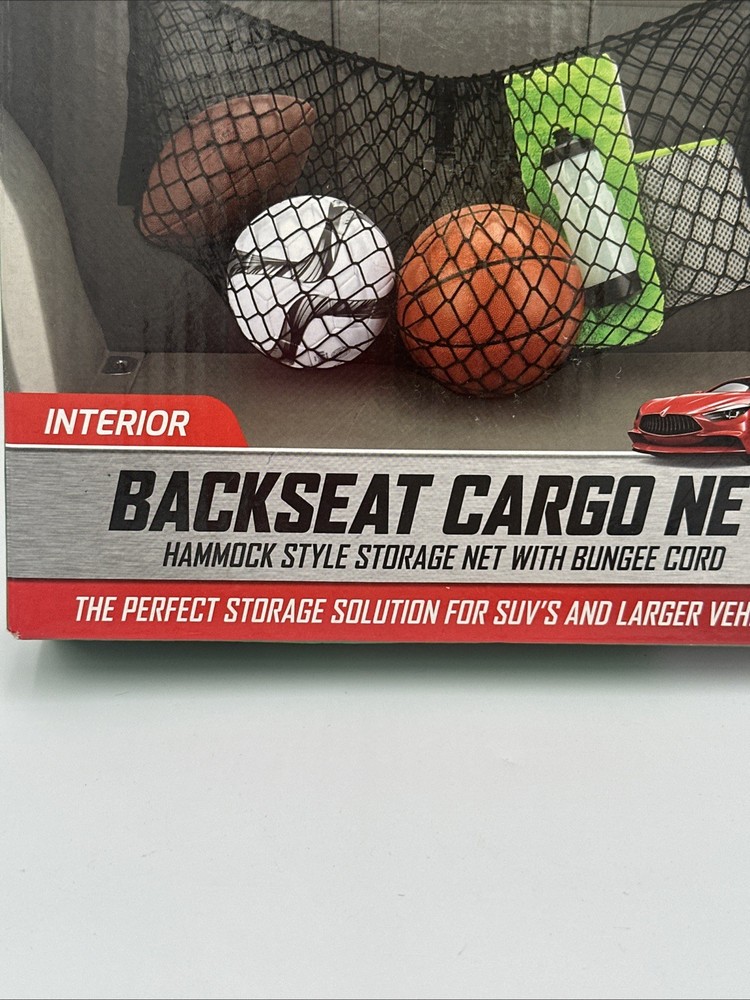 INTERIOR
BACKSEAT CARGO NE
HAMMOCK STYLE STORAGE NET WITH BUNGEE CORD
THE PERFECT STORAGE SOLUTION FOR SUV'S AND LARGER VEH